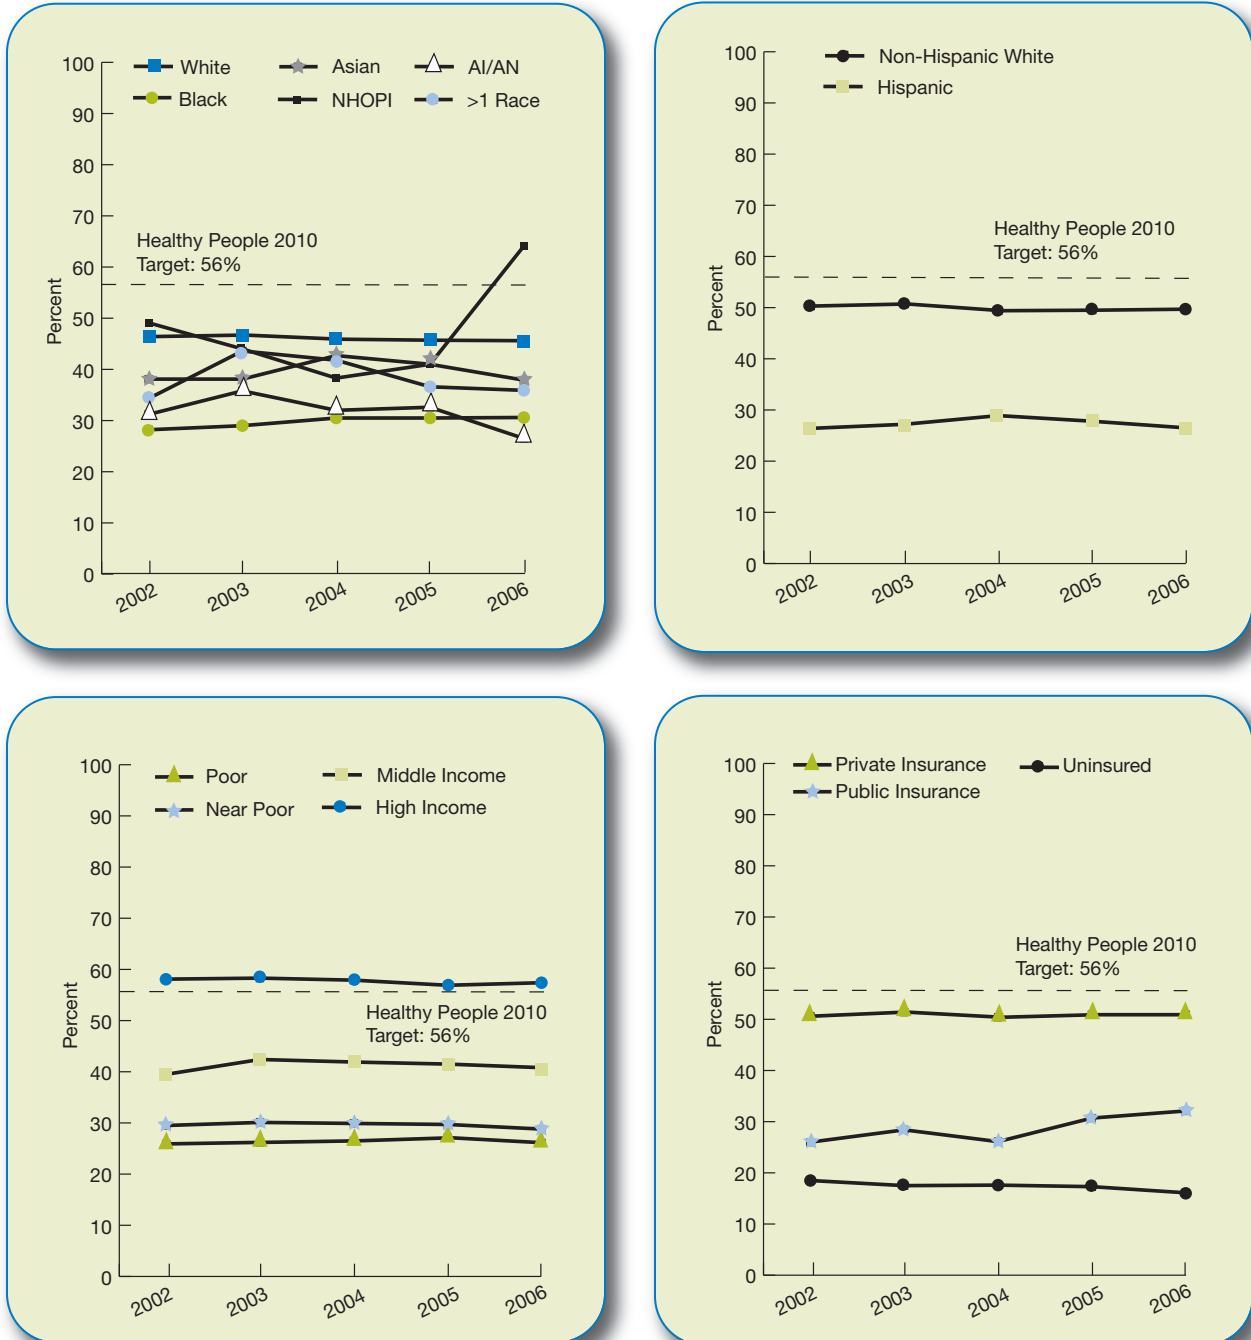 White
Asian
AI/AN
Black
NHOPI
>1 Race
100
90
80
70
60
50
40
30
20
10
0
Percent
Healthy People 2010
Target: 56%
2002
2003
2004
2005
2006
Non-Hispanic White
Hispanic
100
90
80
70
60
50
40
30
20
10
0
Percent
Healthy People 2010
Target: 56%
2002
2003
2004
2005
2006
Poor
Middle Income
Near Poor
High Income
100
90
80
70
60
50
40
30
20
10
0
Percent
Healthy People 2010
Target: 56%
2002
2003
2004
2005
2006
Private Insurance
Uninsured
Public Insurance
100
90
80
70
60
50
40
30
20
10
0
Percent
Healthy People 2010
Target: 56%
2002
2003
2004
2005
2006